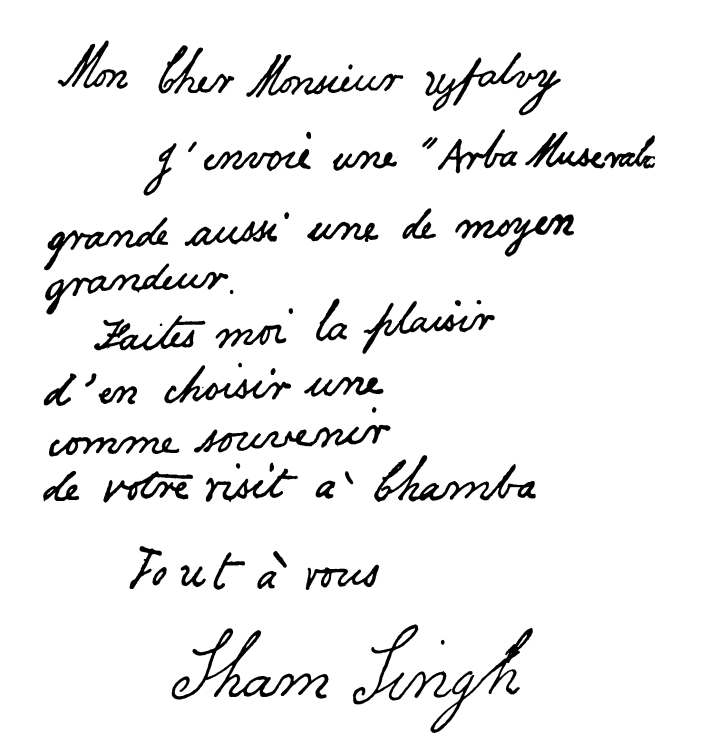 Mon Cher Monsieur Ujfalvy
J'envoie une "Arba Museval
grande aussi une de moyen
grandeur.
Faites moi la plaisir
d'en choisir une
comme souvenir
de votre visit a` Chamba
Tout à vous
Sham Singh